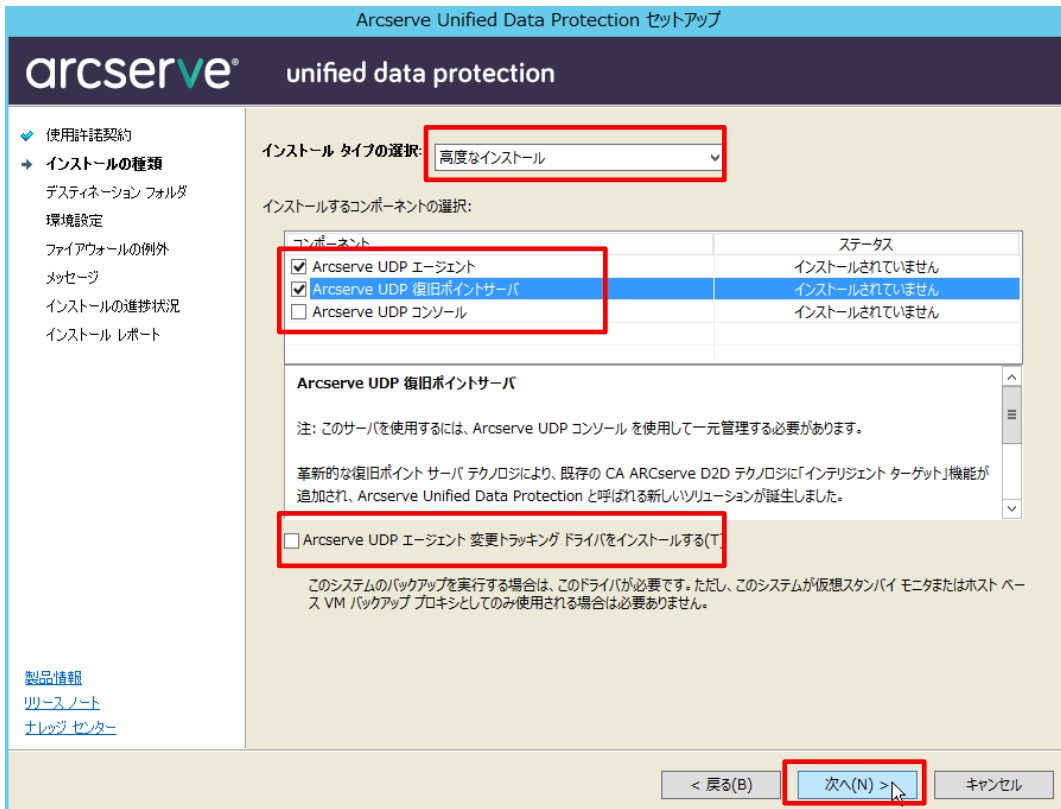 Arcserve Unified Data Protection セットアップ
arcserve® unified data protection
使用許諾契約
インストールの種類
デスティネーション フォルダ
環境設定
ファイアウォールの例外
メッセージ
インストールの進捗状況
インストール レポート
製品情報
リリース ノート
ナレッジ センター
インストール タイプの選択: 高度なインストール
インストールするコンポーネントの選択:
コンポーネント ステータス
Arcserve UDP エージェント インストールされていません
Arcserve UDP 復旧ポイントサーバ インストールされていません
Arcserve UDP コンソール インストールされていません
Arcserve UDP 復旧ポイントサーバ
注: このサーバを使用するには、Arcserve UDP コンソール を使用して一元管理する必要があります。
革新的な復旧ポイント サーバ テクノロジにより、既存の CA ARCserve D2D テクノロジに「インテリジェント ターゲット」機能が
追加され、Arcserve Unified Data Protection と呼ばれる新しいソリューションが誕生しました。
Arcserve UDP エージェント 変更トラッキング ドライバをインストールする(T)
このシステムのバックアップを実行する場合は、このドライバが必要です。ただし、このシステムが仮想スタンバイ モニタまたはホスト ベー
ス VM バックアップ プロキシとしてのみ使用される場合は必要ありません。
< 戻る(B) 次へ(N) > キャンセル